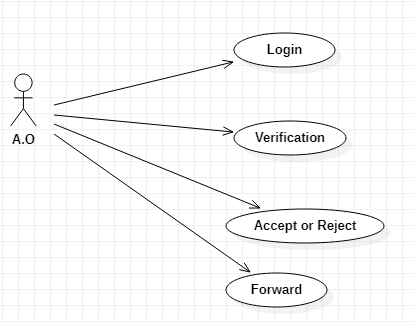 Login
A.O
Verification
Accept or Reject
Forward